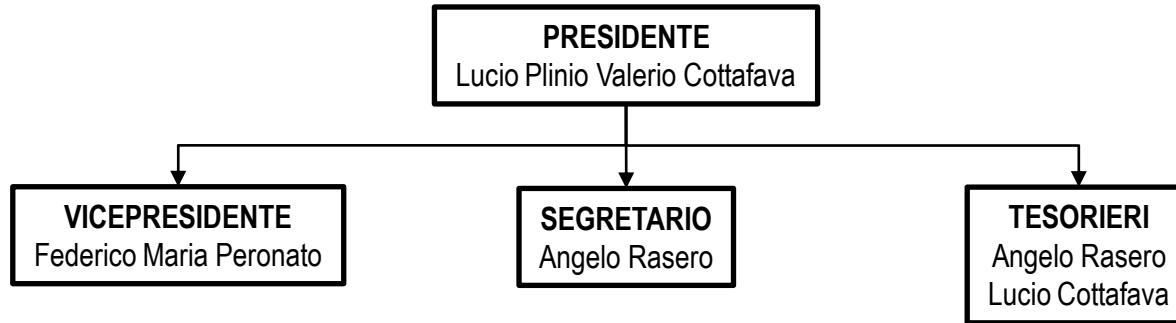 PRESIDENTE
Lucio Plinio Valerio Cottafava
VICEPRESIDENTE
Federico Maria Peronato
SEGRETARIO
Angelo Rasero
TESORIERI
Angelo Rasero
Lucio Cottafava